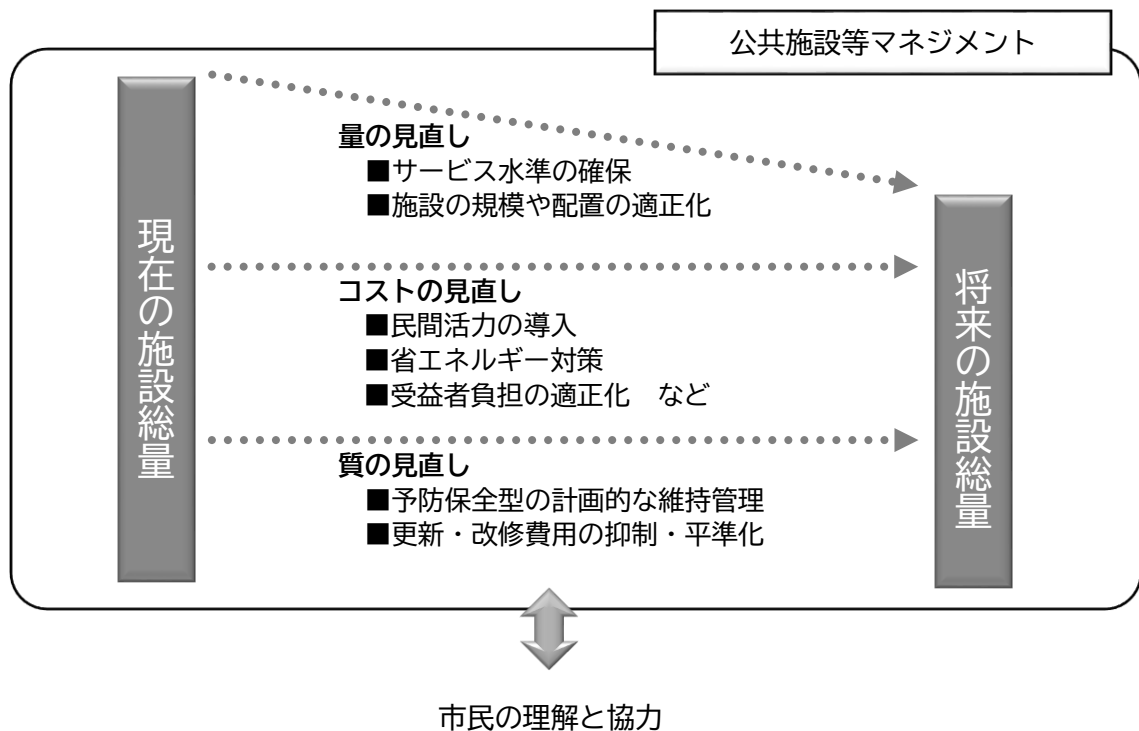 公共施設等マネジメント
現在の施設総量
量の見直し
■サービス水準の確保
■施設の規模や配置の適正化
コストの見直し
■民間活力の導入
■省エネルギー対策
■受益者負担の適正化　など
質の見直し
■予防保全型の計画的な維持管理
■更新・改修費用の抑制・平準化
将来の施設総量
市民の理解と協力